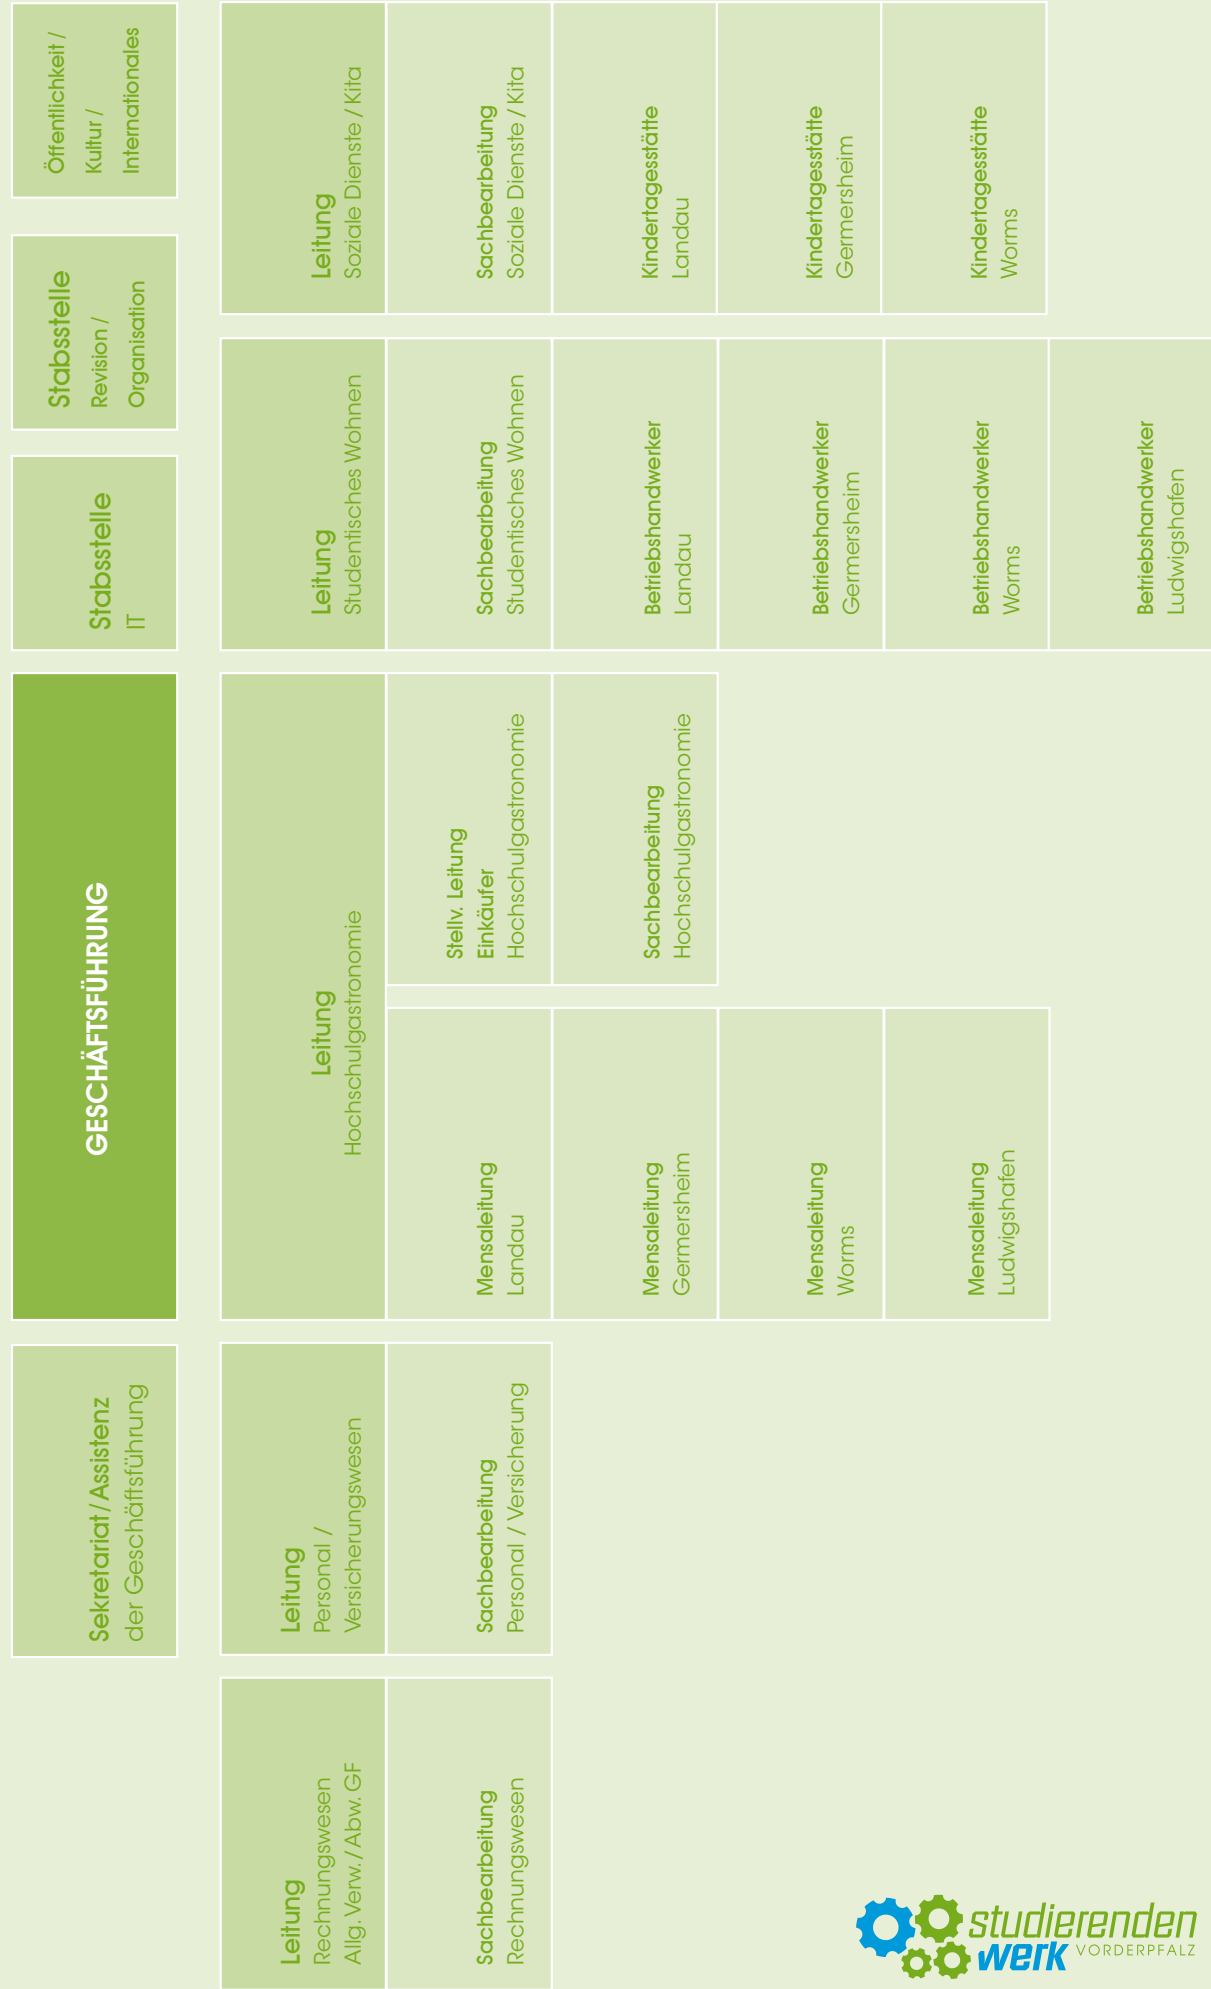 Sekretariat / Assistenz
der Geschäftsführung
GESCHÄFTSFÜHRUNG
Stabsstelle
IT
Stabsstelle
Revision /
Organisation
Öffentlichkeit /
Kultur /
Internationales
Leitung
Rechnungswesen
Allg. Verw. / Abw. GF
Sachbearbeitung
Rechnungswesen
Leitung
Personal /
Versicherungswesen
Sachbearbeitung
Personal / Versicherung
Leitung
Hochschulgastronomie
Mensaleitung
Landau
Mensaleitung
Germersheim
Mensaleitung
Worms
Mensaleitung
Ludwigshafen
Stellv. Leitung
Einkäufer
Hochschulgastronomie
Sachbearbeitung
Hochschulgastronomie
Leitung
Studentisches Wohnen
Sachbearbeitung
Studentisches Wohnen
Betriebshandwerker
Landau
Betriebshandwerker
Germersheim
Betriebshandwerker
Worms
Betriebshandwerker
Ludwigshafen
Leitung
Soziale Dienste / Kita
Sachbearbeitung
Soziale Dienste / Kita
Kindertagesstätte
Landau
Kindertagesstätte
Germersheim
Kindertagesstätte
Worms
studierenden
werk VORDERPFALZ